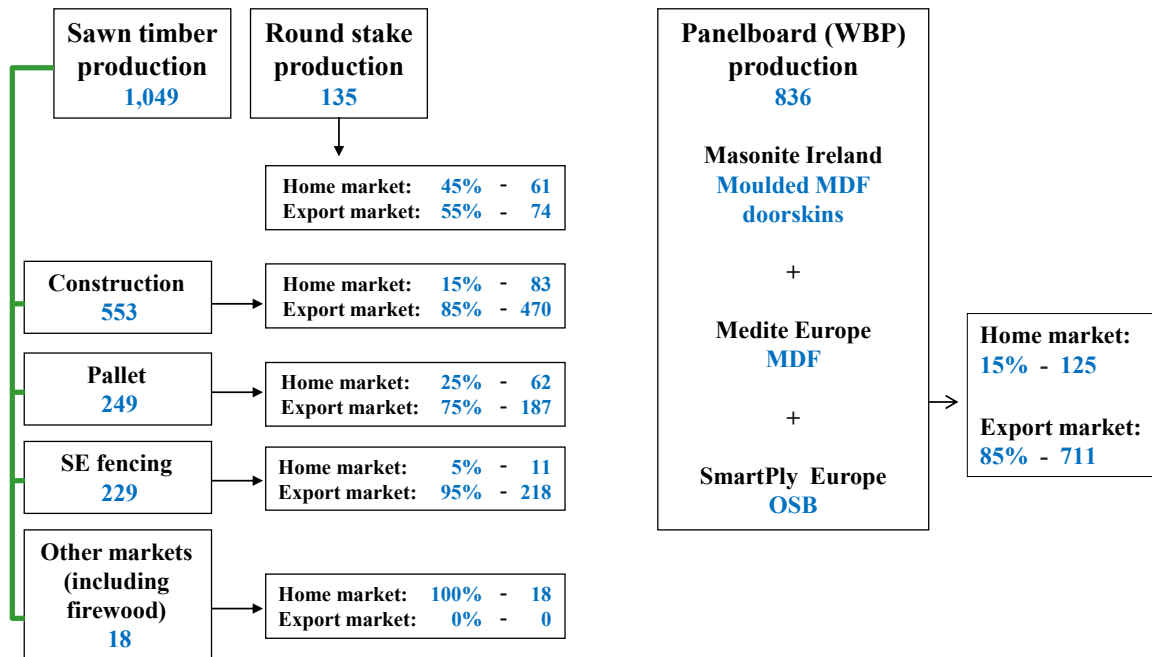 Sawn timber
production
1,049
Round stake
production
135
Home market: 45% - 61
Export market: 55% - 74
Construction
553
Home market: 15% - 83
Export market: 85% - 470
Pallet
249
Home market: 25% - 62
Export market: 75% - 187
SE fencing
229
Home market: 5% - 11
Export market: 95% - 218
Other markets
(including
firewood)
18
Home market: 100% - 18
Export market: 0% - 0
Panelboard (WBP)
production
836
Masonite Ireland
Moulded MDF
doorskins
+
Medite Europe
MDF
+
SmartPly Europe
OSB
Home market:
15% - 125
Export market:
85% - 711